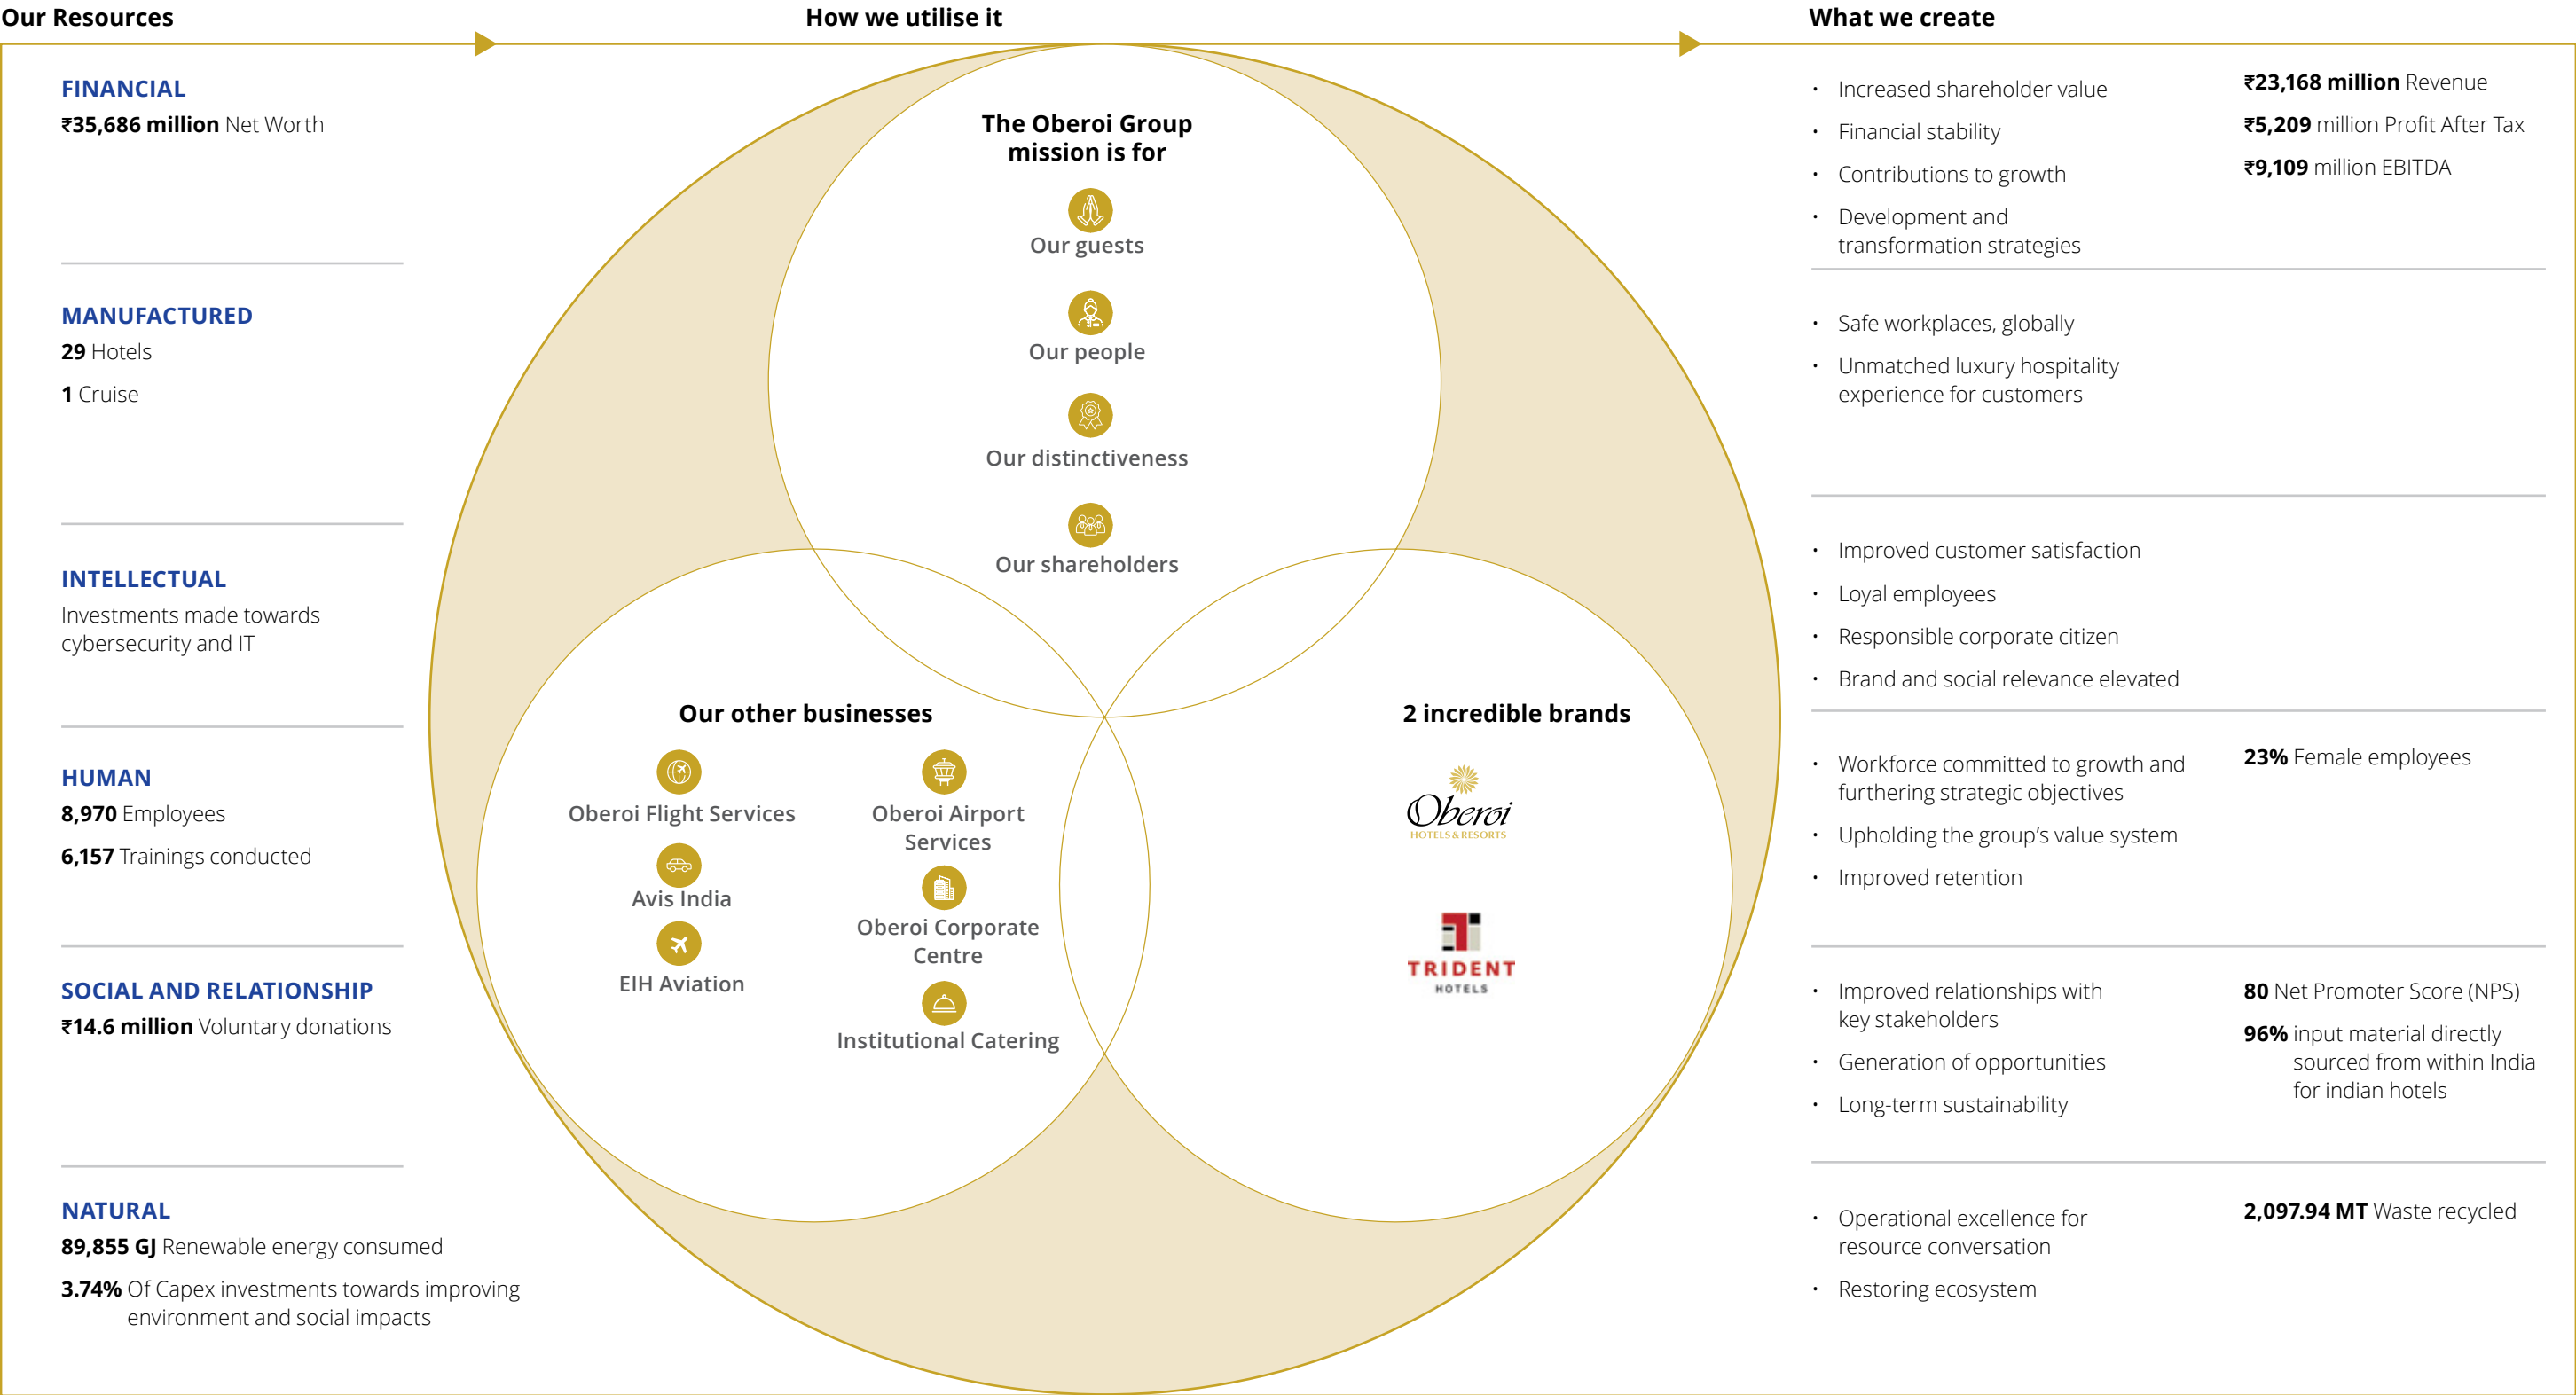 Our Resources
How we utilise it
What we create
FINANCIAL
₹35,686 million Net Worth
MANUFACTURED
29 Hotels
1 Cruise
INTELLECTUAL
Investments made towards
cybersecurity and IT
HUMAN
8,970 Employees
6,157 Trainings conducted
SOCIAL AND RELATIONSHIP
₹14.6 million Voluntary donations
NATURAL
89,855 GJ Renewable energy consumed
3.74% Of Capex investments towards improving
environment and social impacts
The Oberoi Group
mission is for
Our guests
Our people
Our distinctiveness
Our shareholders
Our other businesses
Oberoi Flight Services
Avis India
EIH Aviation
Oberoi Airport
Services
Oberoi Corporate
Centre
Institutional Catering
2 incredible brands
Oberoi
HOTELS & RESORTS
TRIDENT
HOTELS
• Increased shareholder value
• Financial stability
• Contributions to growth
• Development and
transformation strategies
₹23,168 million Revenue
₹5,209 million Profit After Tax
₹9,109 million EBITDA
• Safe workplaces, globally
• Unmatched luxury hospitality
experience for customers
• Improved customer satisfaction
• Loyal employees
• Responsible corporate citizen
• Brand and social relevance elevated
• Workforce committed to growth and
furthering strategic objectives
• Upholding the group's value system
• Improved retention
23% Female employees
• Improved relationships with
key stakeholders
• Generation of opportunities
• Long-term sustainability
80 Net Promoter Score (NPS)
96% input material directly
sourced from within India
for indian hotels
• Operational excellence for
resource conversation
• Restoring ecosystem
2,097.94 MT Waste recycled